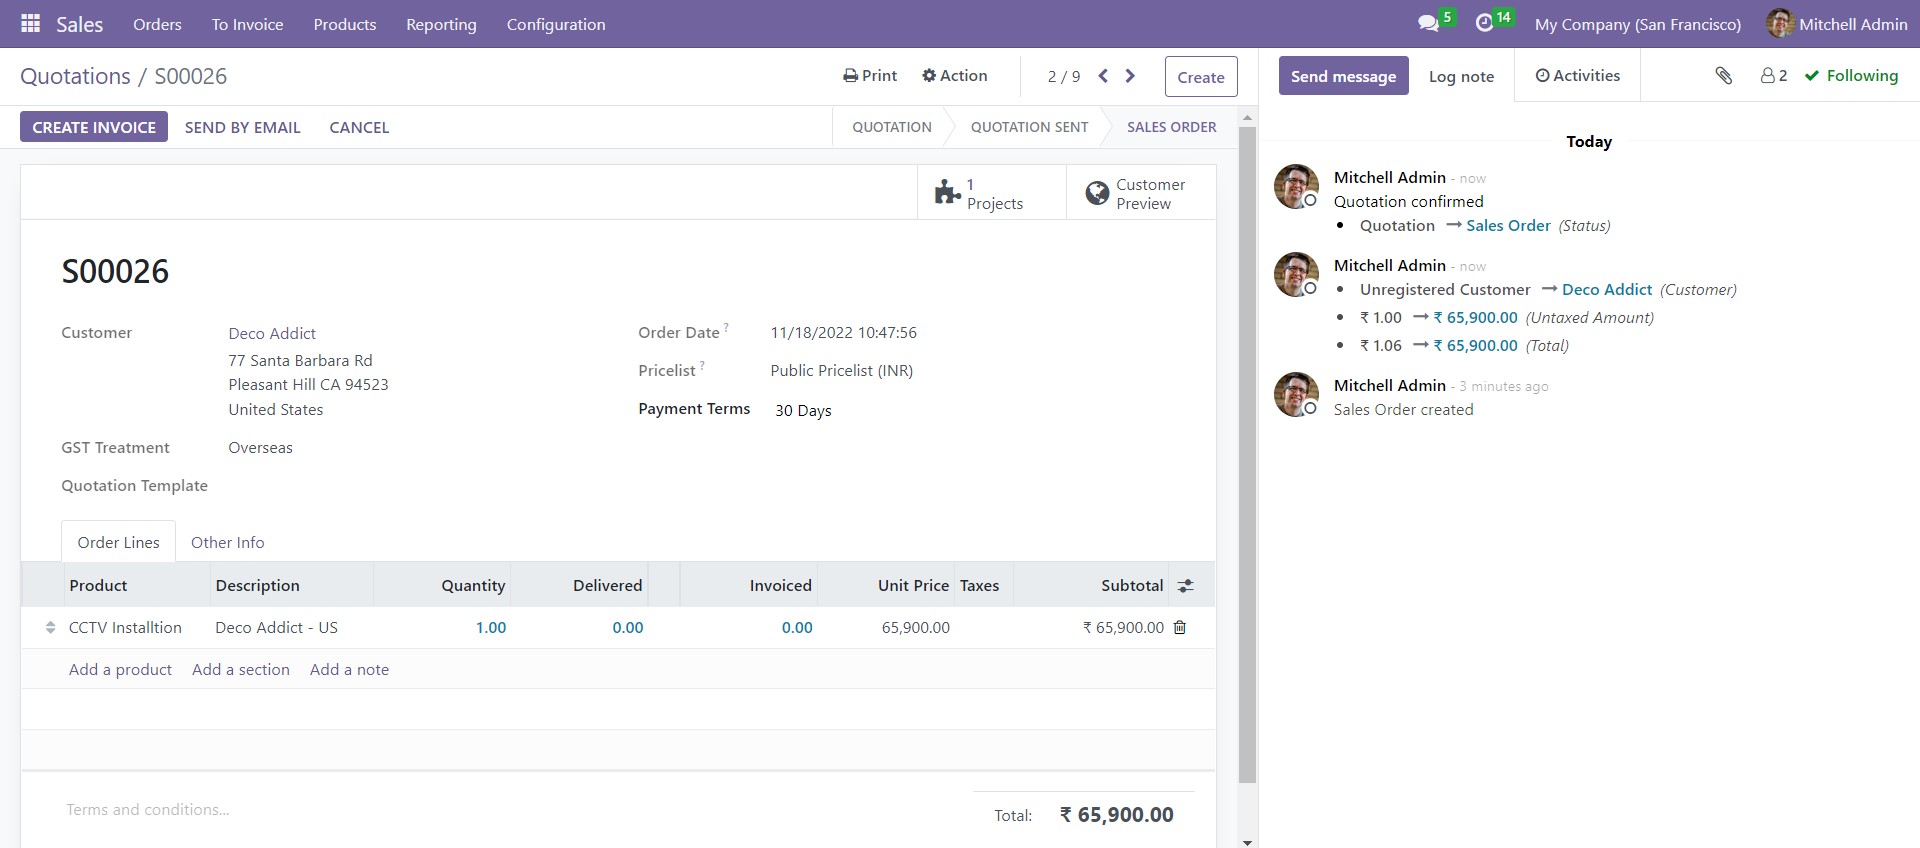 Sales Orders To Invoice Products Reporting Configuration 5 14 My Company (San Francisco) Mitchell Admin
Quotations / S00026 Print Action 2 / 9 Create
CREATE INVOICE SEND BY EMAIL CANCEL QUOTATION QUOTATION SENT SALES ORDER
1
Projects
Customer
Preview
S00026
Customer Deco Addict
77 Santa Barbara Rd
Pleasant Hill CA 94523
United States
GST Treatment Overseas
Quotation Template
Order Date ? 11/18/2022 10:47:56
Pricelist ? Public Pricelist (INR)
Payment Terms 30 Days
Order Lines Other Info
Product Description Quantity Delivered Invoiced Unit Price Taxes Subtotal
CCTV Installtion Deco Addict - US 1.00 0.00 0.00 65,900.00 ₹ 65,900.00
Add a product Add a section Add a note
Terms and conditions...
Total: ₹ 65,900.00
Send message Log note Activities 2 Following
Today
Mitchell Admin - now
Quotation confirmed
• Quotation → Sales Order (Status)
Mitchell Admin - now
• Unregistered Customer → Deco Addict (Customer)
• ₹ 1.00 → ₹ 65,900.00 (Untaxed Amount)
• ₹ 1.06 → ₹ 65,900.00 (Total)
Mitchell Admin - 3 minutes ago
Sales Order created